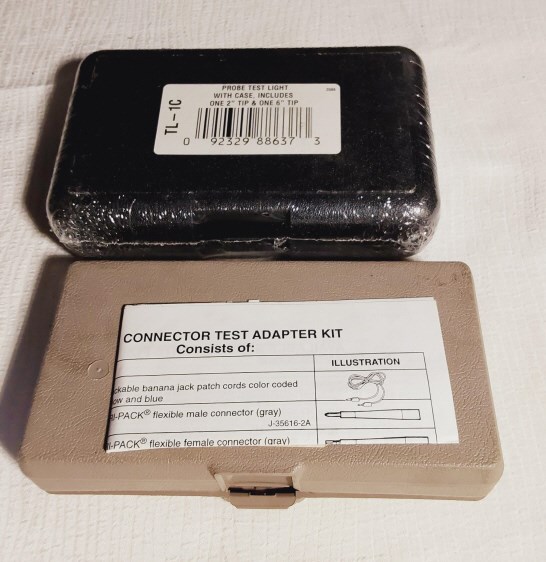 PROBE TEST LIGHT
WITH CASE, INCLUDES
ONE 2" TIP & ONE 6" TIP
TL-1C
0 92329 88637 3
CONNECTOR TEST ADAPTER KIT
Consists of:
ILLUSTRATION
ckable banana jack patch cords color coded
ow and blue
I-PACK® flexible male connector (gray)
J-35616-2A
-PACK® flexible female connector (gray)